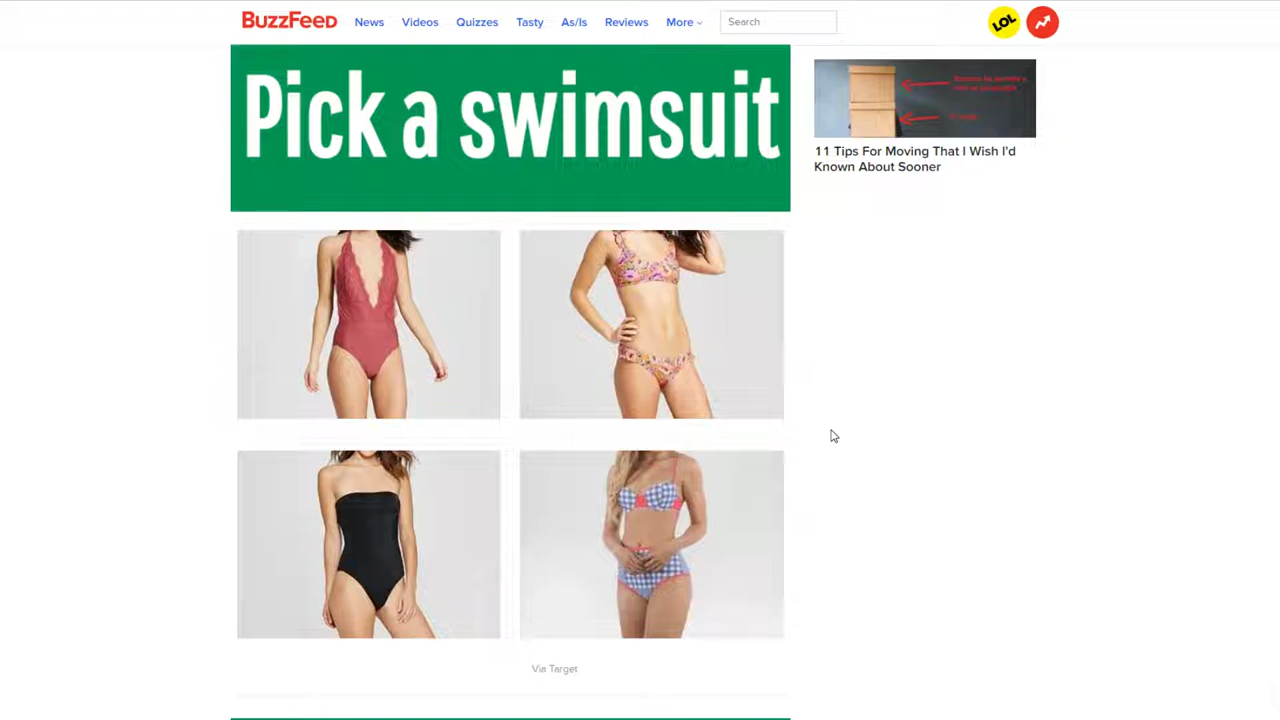 BuzzFeed
News
Videos
Quizzes
Tasty
As/Is
Reviews
More
Search
LOL
Pick a swimsuit
11 Tips For Moving That I Wish I'd
Known About Sooner
Via Target